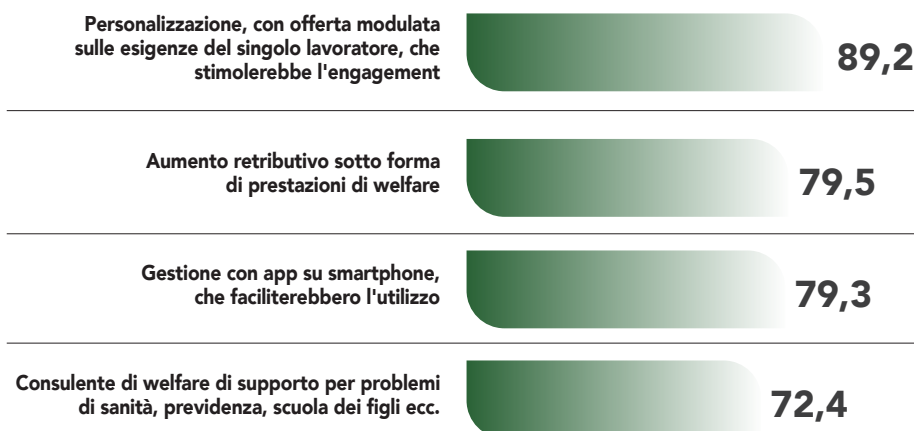 Personalizzazione, con offerta modulata
sulle esigenze del singolo lavoratore, che
stimolerebbe l'engagement
89,2
Aumento retributivo sotto forma
di prestazioni di welfare
79,5
Gestione con app su smartphone,
che faciliterebbero l'utilizzo
79,3
Consulente di welfare di supporto per problemi
di sanità, previdenza, scuola dei figli ecc.
72,4